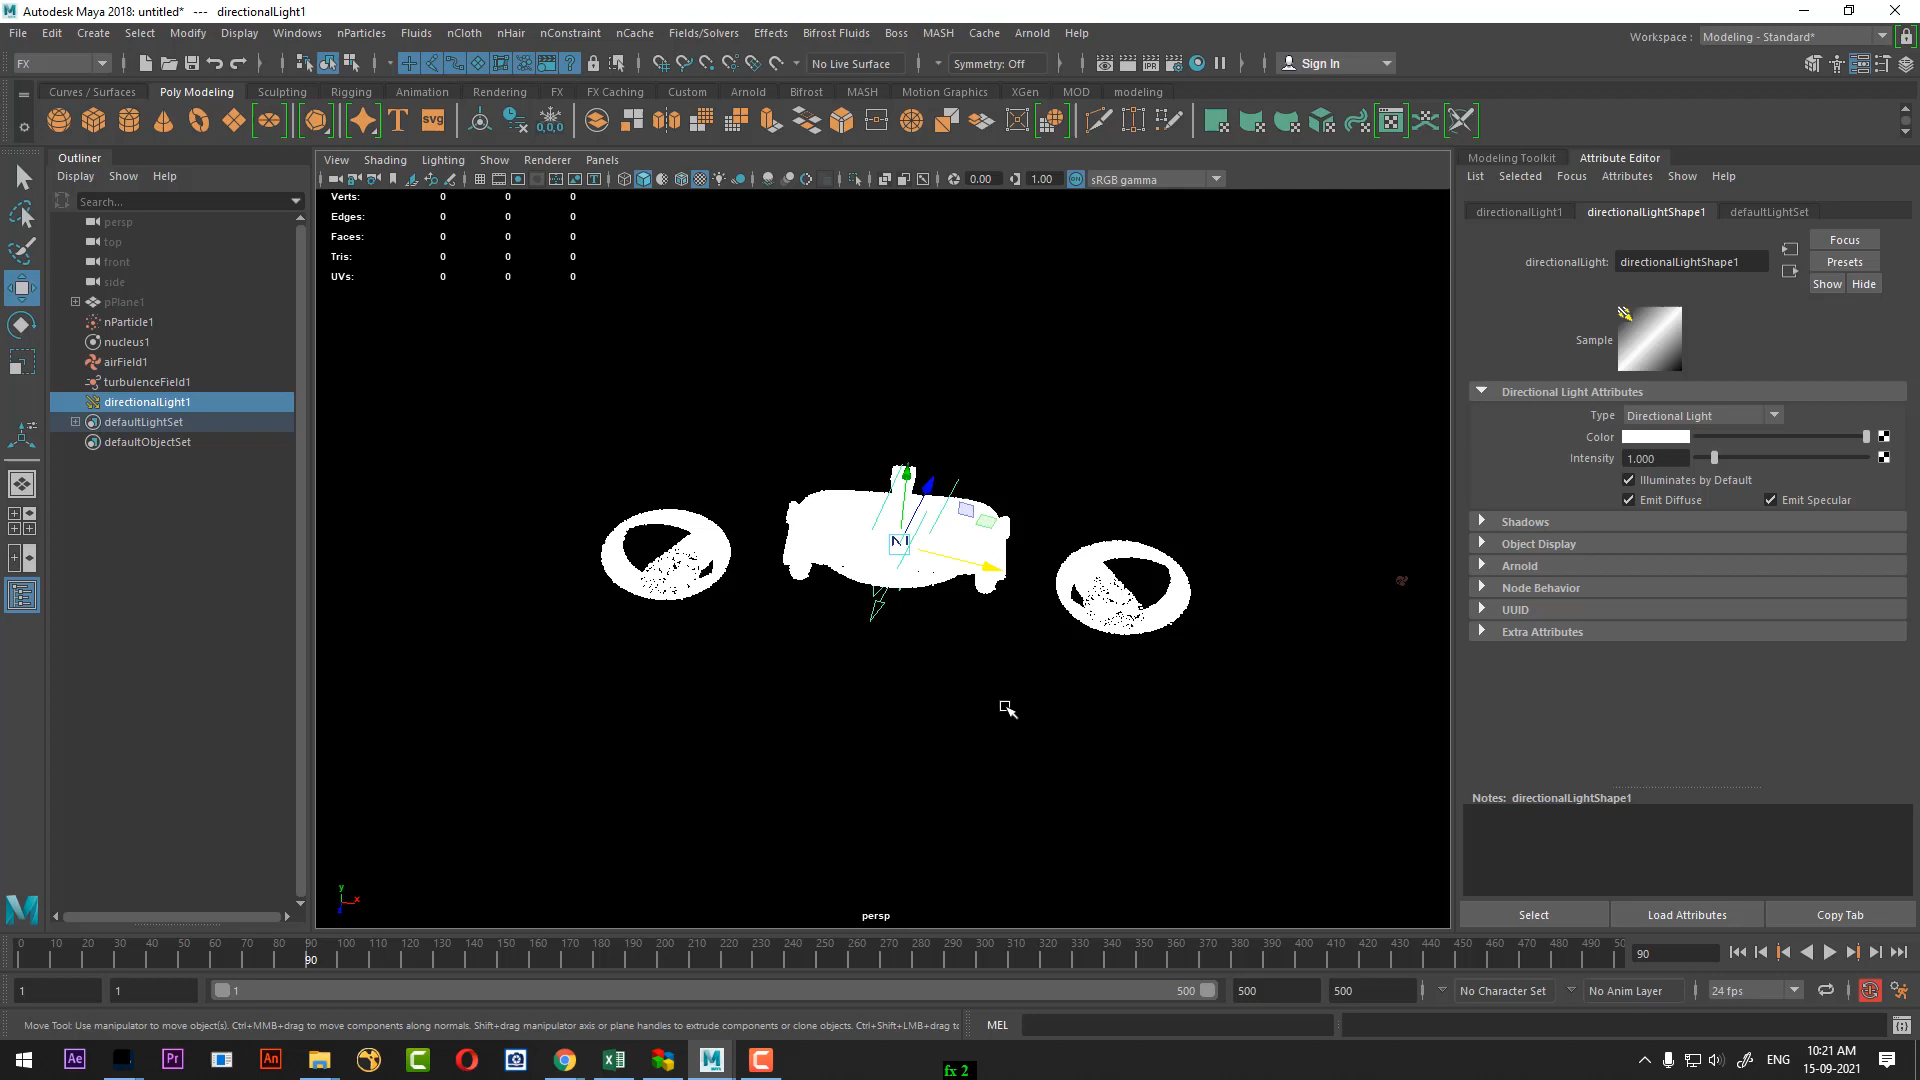 Autodesk Maya 2018: untitled*   ---   directionalLight1
File Edit Create Select Modify Display Windows nParticles Fluids nCloth nHair nConstraint nCache Fields/Solvers Effects Bifrost Fluids Boss MASH Cache Arnold Help Workspace : Modeling - Standard*
FX No Live Surface Symmetry: Off Sign In
Curves / Surfaces Poly Modeling Sculpting Rigging Animation Rendering FX FX Caching Custom Arnold Bifrost MASH Motion Graphics XGen MOD modeling
T svg 0,0,0
Outliner
Display Show Help
Search...
persp
top
front
side
pPlane1
nParticle1
nucleus1
airField1
turbulenceField1
directionalLight1
defaultLightSet
defaultObjectSet
View Shading Lighting Show Renderer Panels
0.00 1.00 sRGB gamma
Verts: 0 0 0
Edges: 0 0 0
Faces: 0 0 0
Tris: 0 0 0
UVs: 0 0 0
N
y
x
persp
Modeling Toolkit Attribute Editor
List Selected Focus Attributes Show Help
directionalLight1 directionalLightShape1 defaultLightSet
directionalLight: directionalLightShape1
Focus
Presets
Show Hide
Sample
Directional Light Attributes
Type Directional Light
Color
Intensity 1.000
Illuminates by Default
Emit Diffuse Emit Specular
Shadows
Object Display
Arnold
Node Behavior
UUID
Extra Attributes
Notes: directionalLightShape1
Select Load Attributes Copy Tab
0 10 20 30 40 50 60 70 80 90 100 110 120 130 140 150 160 170 180 190 200 210 220 230 240 250 260 270 280 290 300 310 320 330 340 350 360 370 380 390 400 410 420 430 440 450 460 470 480 490 50
90 90
1 1 1 500 500 500 No Character Set No Anim Layer 24 fps
Move Tool: Use manipulator to move object(s). Ctrl+MMB+drag to move components along normals. Shift+drag manipulator axis or plane handles to extrude components or clone objects. Ctrl+Shift+LMB+drag to MEL
Ae Pr An fx 2 ENG 10:21 AM
15-09-2021